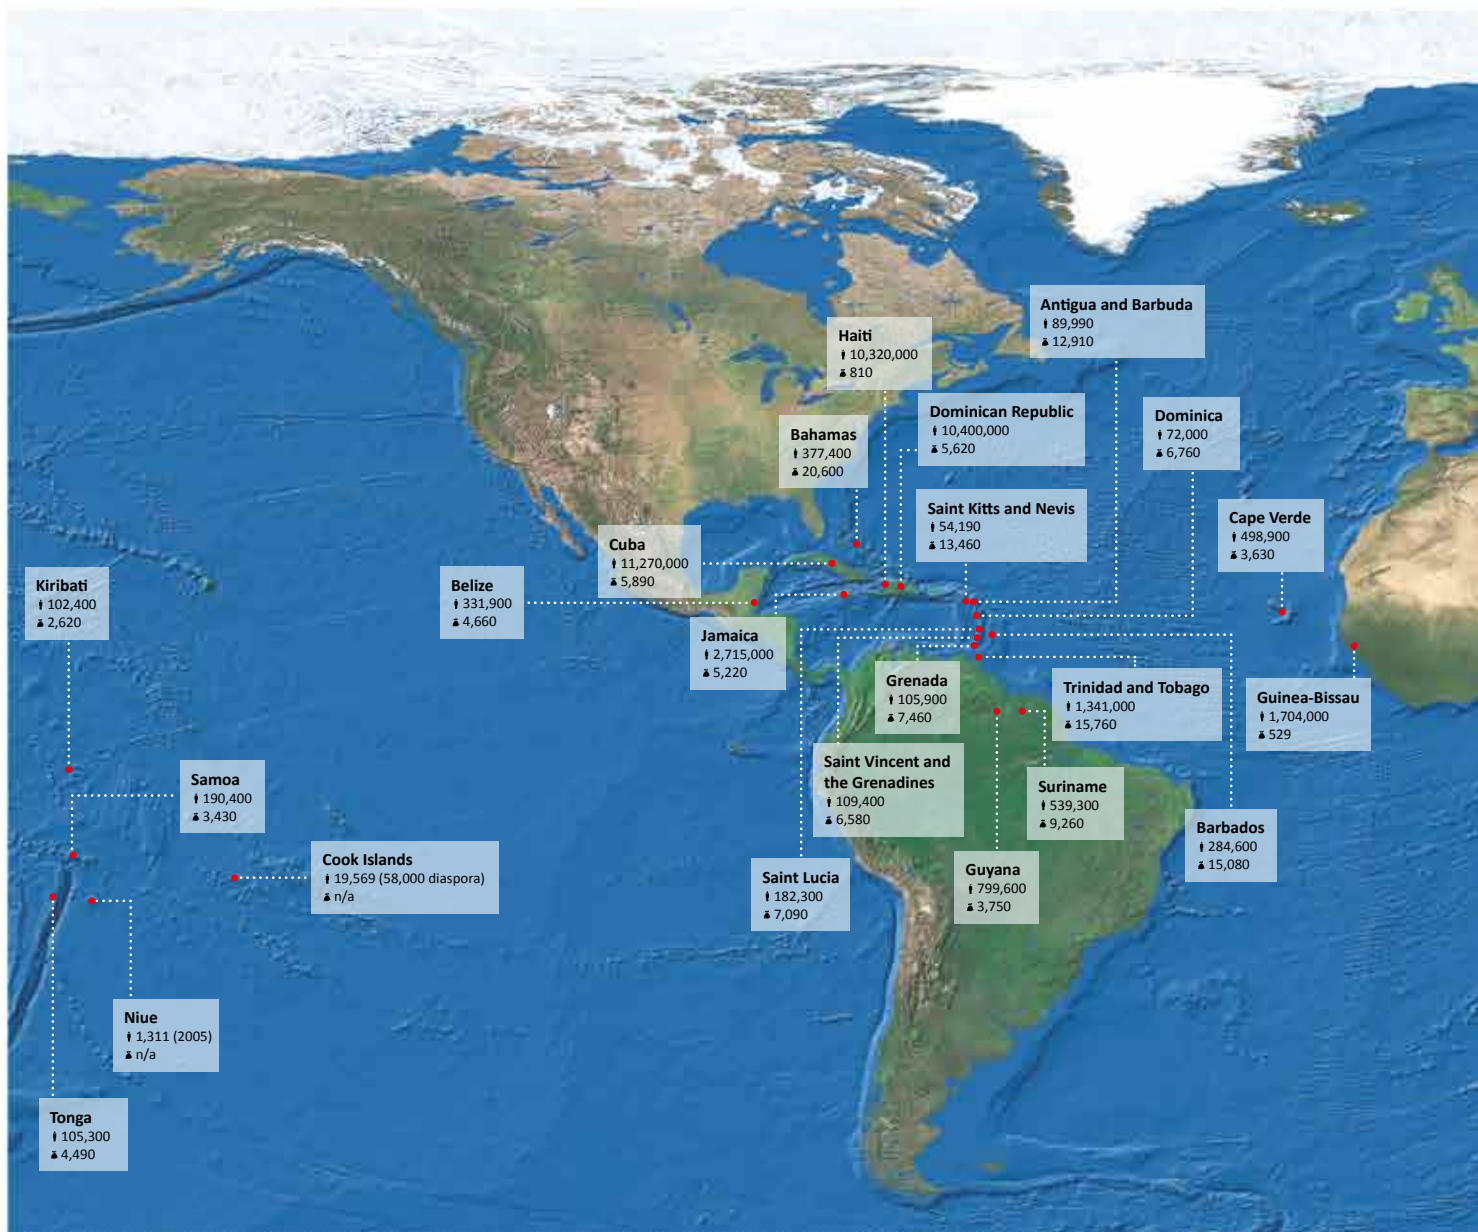 Antigua and Barbuda
89,990
12,910
Haiti
10,320,000
810
Dominican Republic
10,400,000
5,620
Dominica
72,000
6,760
Bahamas
377,400
20,600
Saint Kitts and Nevis
54,190
13,460
Cape Verde
498,900
3,630
Cuba
11,270,000
5,890
Kiribati
102,400
2,620
Belize
331,900
4,660
Jamaica
2,715,000
5,220
Grenada
105,900
7,460
Trinidad and Tobago
1,341,000
15,760
Guinea-Bissau
1,704,000
529
Samoa
190,400
3,430
Saint Vincent and
the Grenadines
109,400
6,580
Suriname
539,300
9,260
Barbados
284,600
15,080
Cook Islands
19,569 (58,000 diaspora)
n/a
Saint Lucia
182,300
7,090
Guyana
799,600
3,750
Niue
1,311 (2005)
n/a
Tonga
105,300
4,490